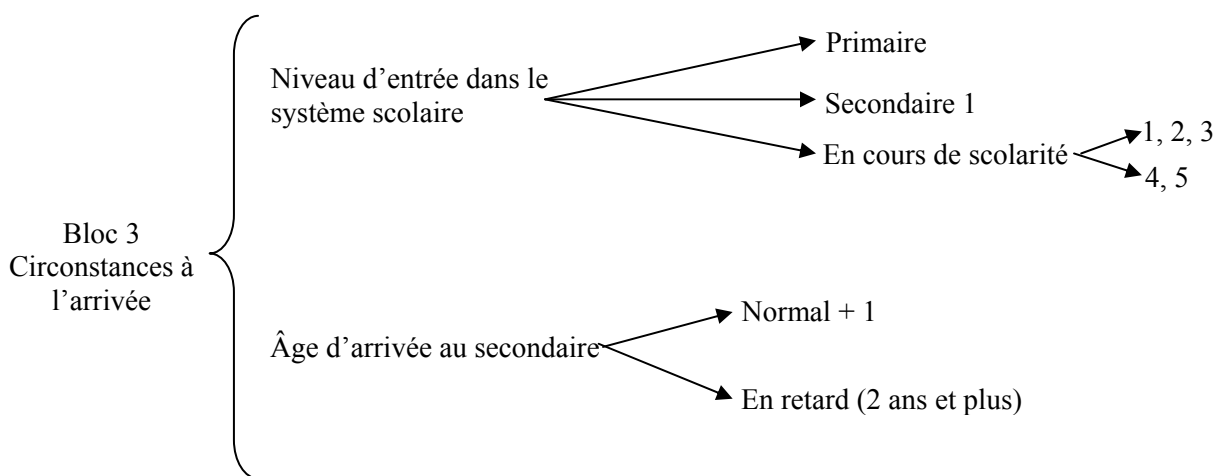 Bloc 3
Circonstances à
l’arrivée
Niveau d’entrée dans le
système scolaire
Primaire
Secondaire 1
En cours de scolarité
1, 2, 3
4, 5
Âge d’arrivée au secondaire
Normal + 1
En retard (2 ans et plus)